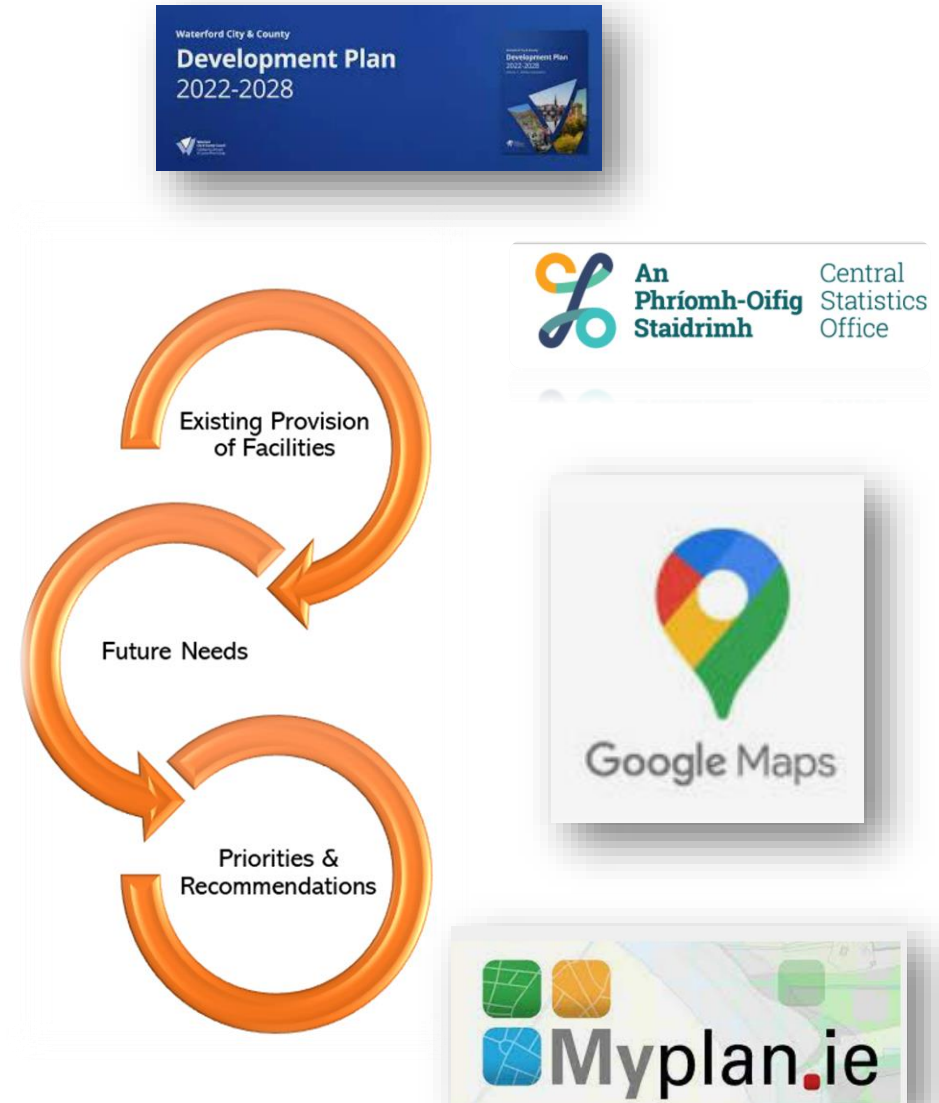 Waterford City & County
Development Plan
2022-2028
Development Plan
2022-2028
An
Phríomh-Oifig
Staidrimh
Central
Statistics
Office
Existing Provision
of Facilities
Future Needs
Priorities &
Recommendations
Google Maps
Myplan.ie